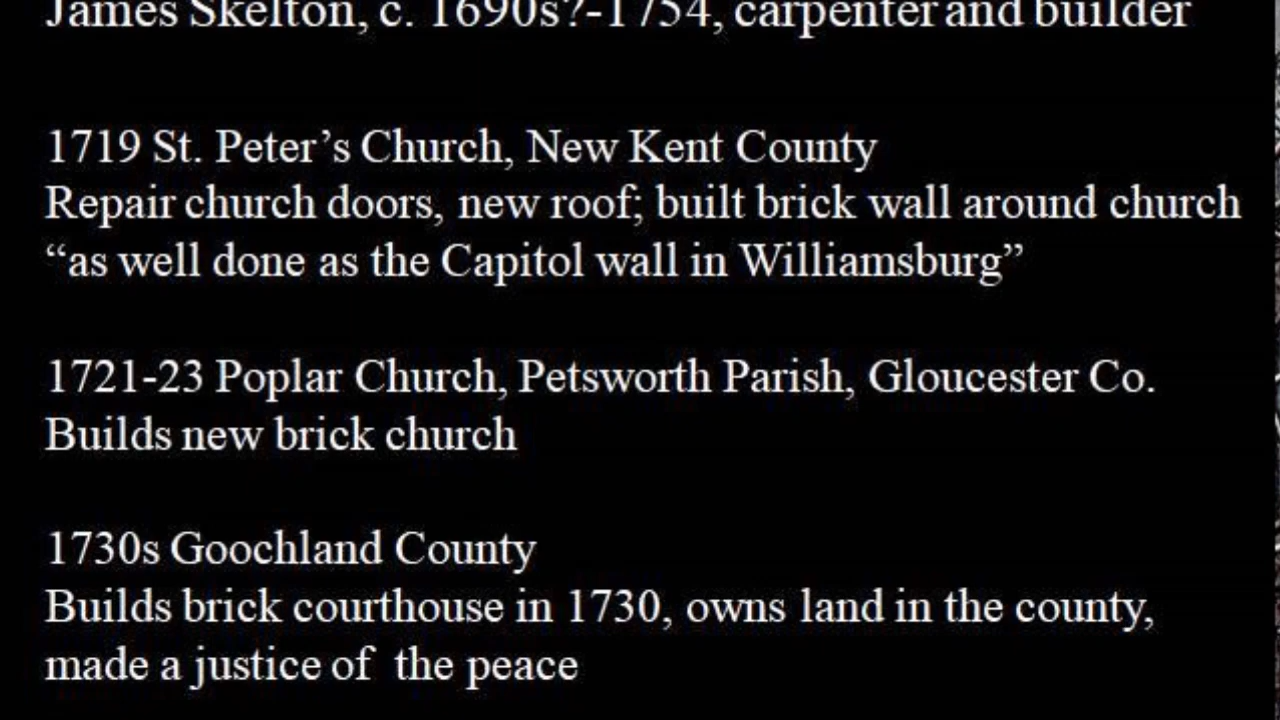 James Skelton, c. 1690s?-1754, carpenter and builder
1719 St. Peter’s Church, New Kent County
Repair church doors, new roof; built brick wall around church
“as well done as the Capitol wall in Williamsburg”
1721-23 Poplar Church, Petsworth Parish, Gloucester Co.
Builds new brick church
1730s Goochland County
Builds brick courthouse in 1730, owns land in the county,
made a justice of  the peace